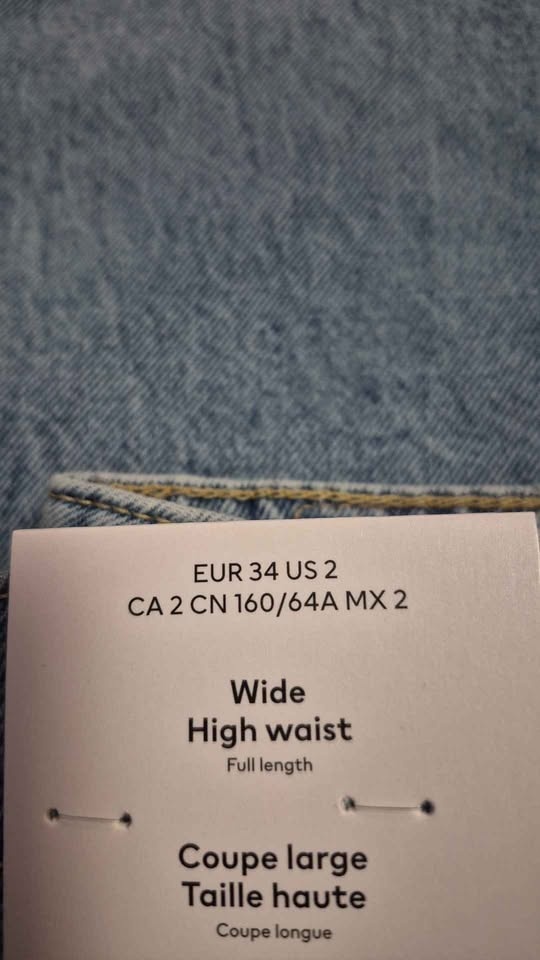 EUR 34 US 2
CA 2 CN 160/64A MX 2
Wide
High waist
Full length
Coupe large
Taille haute
Coupe longue